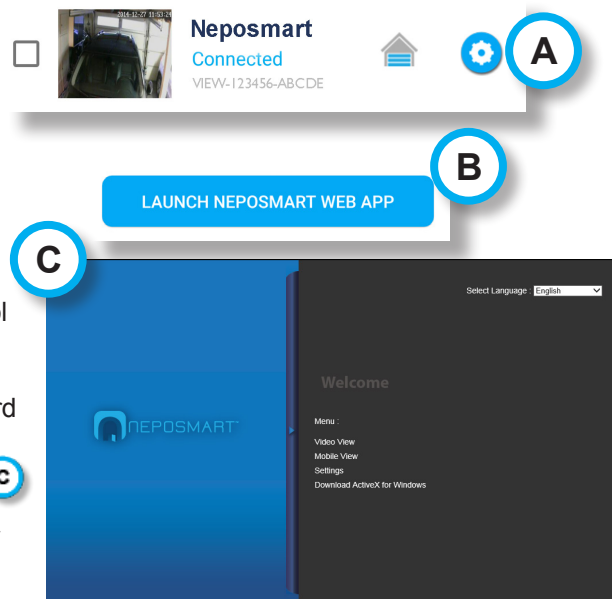 2014-12-27 11:53:24
Neposmart
Connected
VIEW-123456-ABCDE
A
LAUNCH NEPOSMART WEB APP
B
C
Select Language : English
NEPOSMART
Welcome
Menu :
Video View
Mobile View
Settings
Download ActiveX for Windows
c